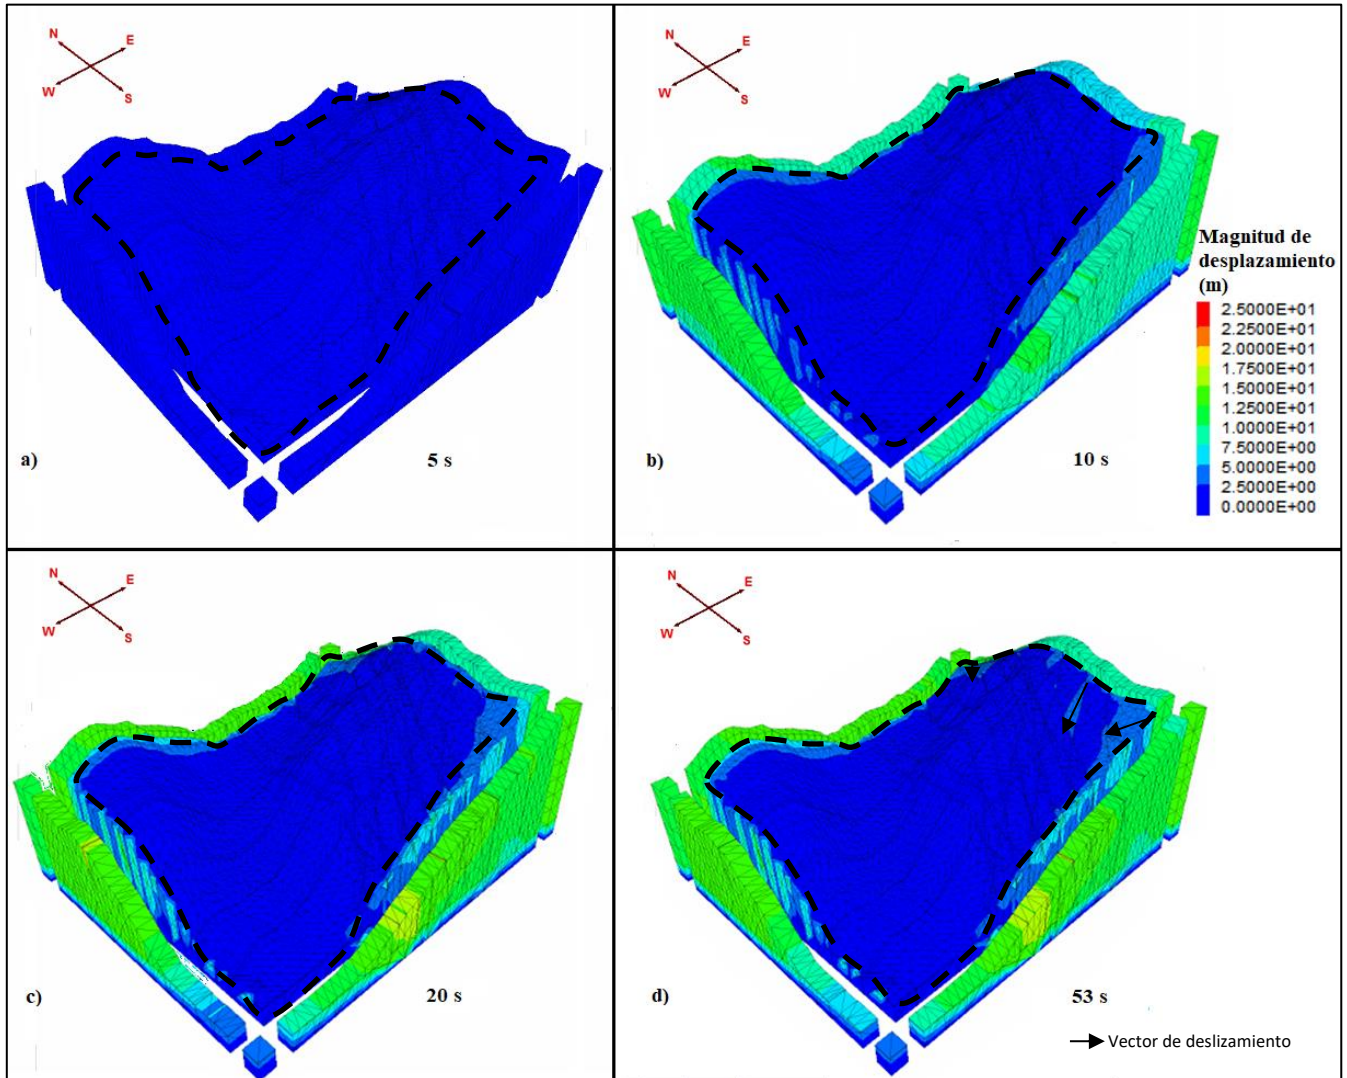 N
E
W
S
a)
5 s
N
E
W
S
Magnitud de
desplazamiento
(m)
2.5000E+01
2.2500E+01
2.0000E+01
1.7500E+01
1.5000E+01
1.2500E+01
1.0000E+01
7.5000E+00
5.0000E+00
2.5000E+00
0.0000E+00
b)
10 s
N
E
W
S
c)
20 s
N
E
W
S
d)
53 s
Vector de deslizamiento